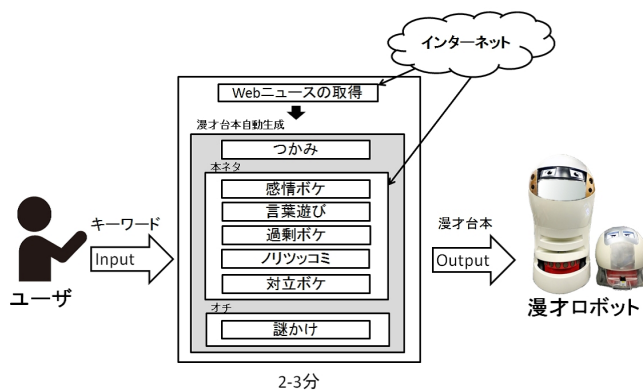 インターネット
Webニュースの取得
漫才台本自動生成
つかみ
本ネタ
感情ボケ
言葉遊び
過剰ボケ
ノリツッコミ
対立ボケ
オチ
謎かけ
キーワード
Input
ユーザ
漫才台本
Output
漫才ロボット
2-3分